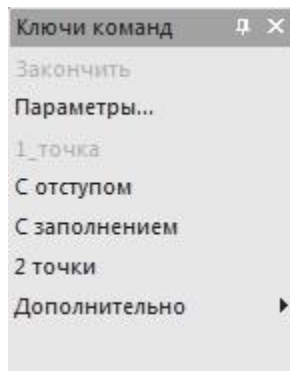 Ключи команд
Закончить
Параметры...
1_точка
С отступом
С заполнением
2 точки
Дополнительно